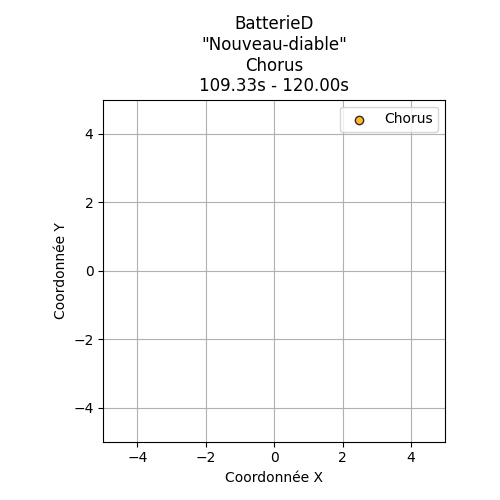 BatterieD
"Nouveau-diable"
Chorus
109.33s - 120.00s
Chorus
4
2
0
−2
−4
Coordonnée Y
−4 −2 0 2 4
Coordonnée X